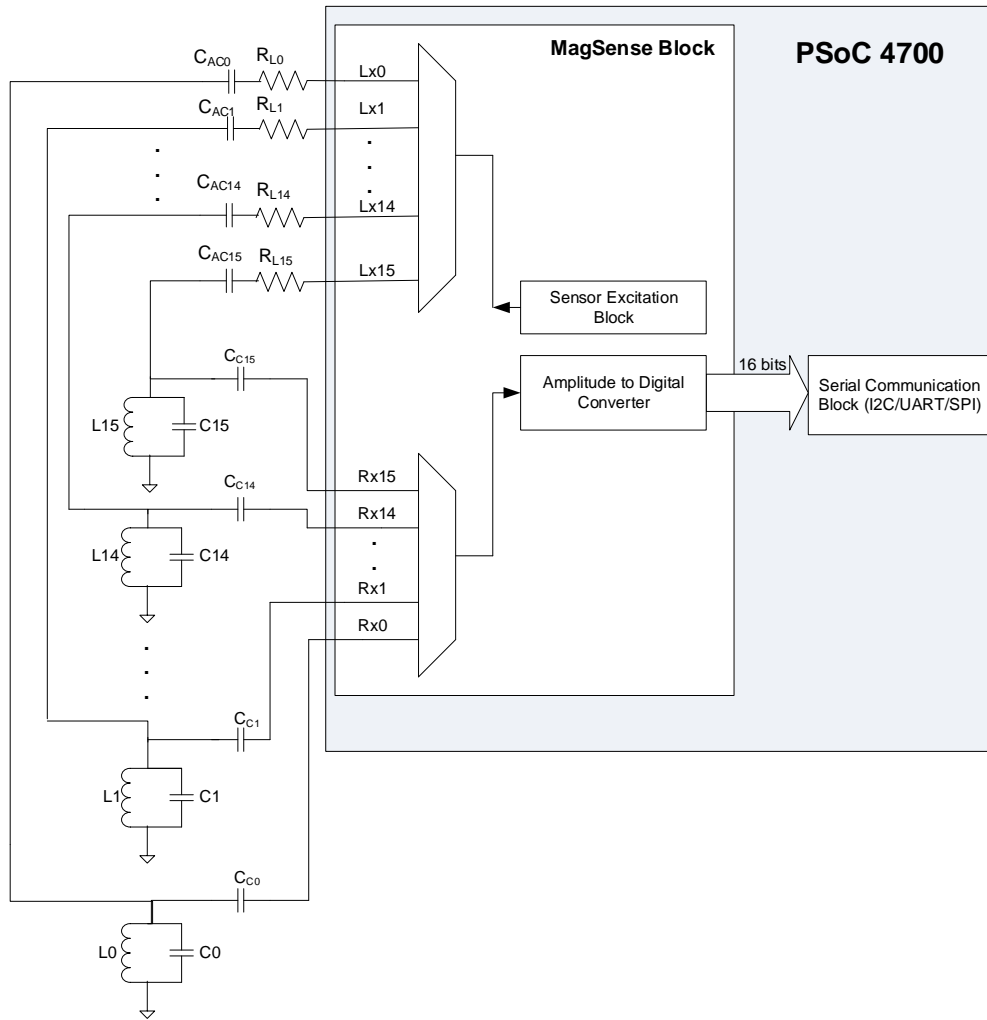 MagSense Block
PSoC 4700
CAC0
RL0
Lx0
CAC1
RL1
Lx1
CAC14
RL14
Lx14
CAC15
RL15
Lx15
Sensor Excitation
Block
CC15
16 bits
Amplitude to Digital
Converter
Serial Communication
Block (I2C/UART/SPI)
L15
C15
Rx15
CC14
Rx14
L14
C14
Rx1
Rx0
CC1
L1
C1
CC0
L0
C0